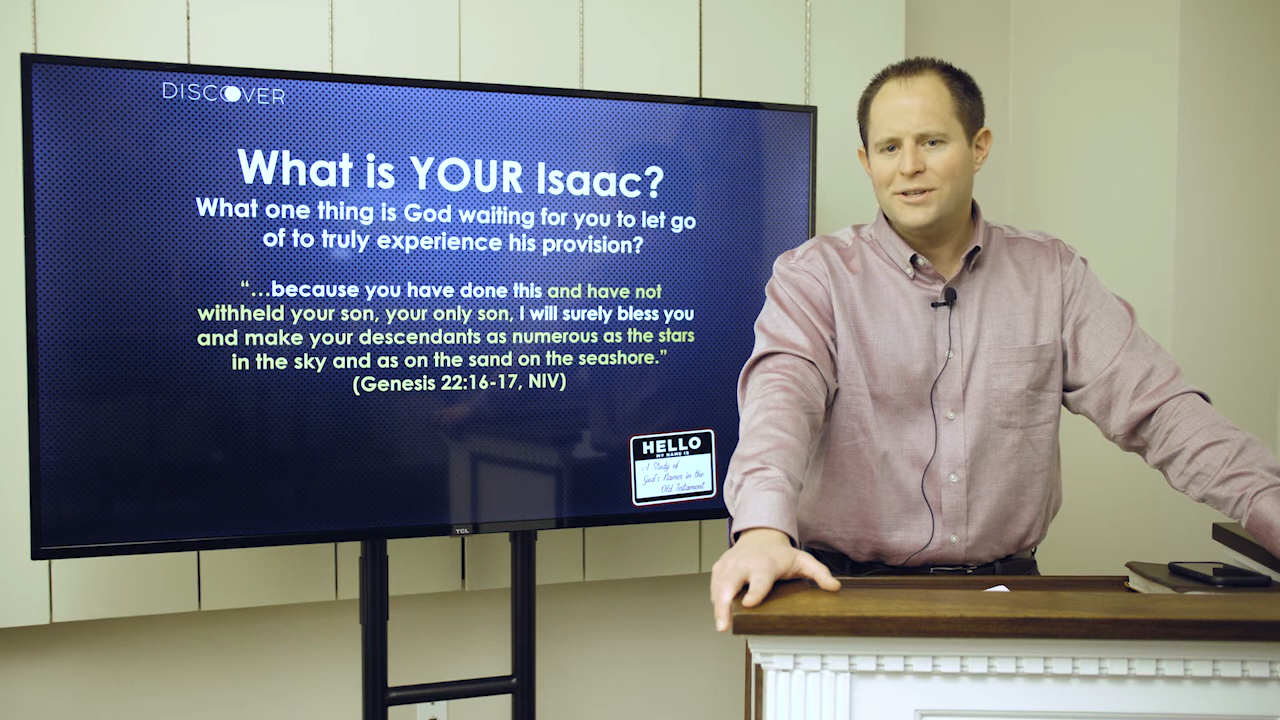 DISCOVER
What is YOUR Isaac?
What one thing is God waiting for you to let go
of to truly experience his provision?
“...because you have done this and have not
withheld your son, your only son, I will surely bless you
and make your descendants as numerous as the stars
in the sky and as on the sand on the seashore.”
(Genesis 22:16-17, NIV)
HELLO
MY NAME IS
A Study of
God's Names in the
Old Testament
TCL